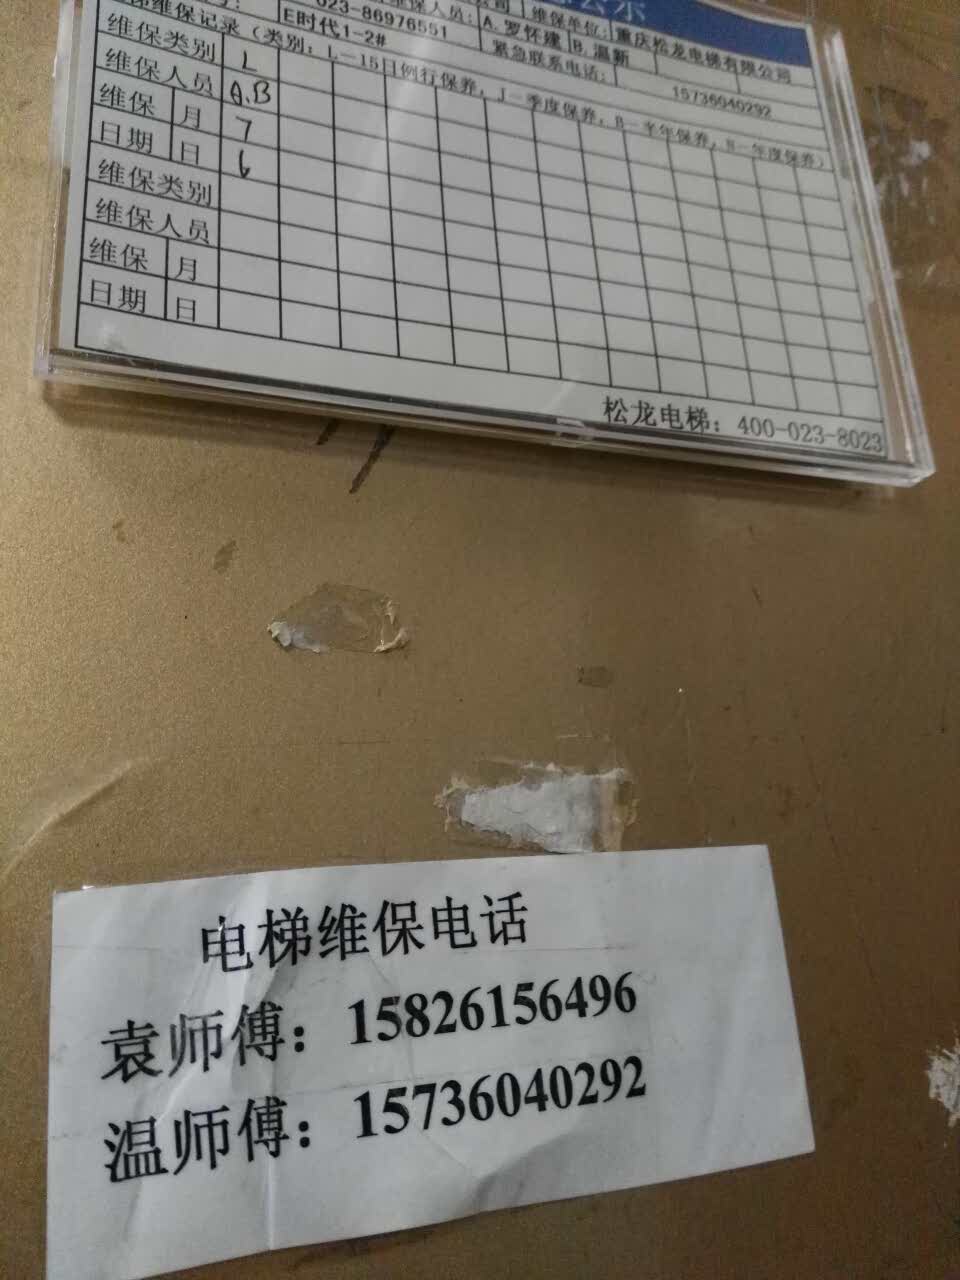 公示
公司 维保单位：重庆松龙电梯有限公司
023-86976551 维保人员：A.罗怀建 B.温新
E时代1-2# 紧急联系电话： 15736040292
梯维保记录（类别：L—15日例行保养，J—季度保养，B—半年保养，N—年度保养）
维保类别 L
维保人员 A.B
维保 月 7
日期 日 6
维保类别
维保人员
维保 月
日期 日
松龙电梯：400-023-8023
电梯维保电话
袁师傅：15826156496
温师傅：15736040292